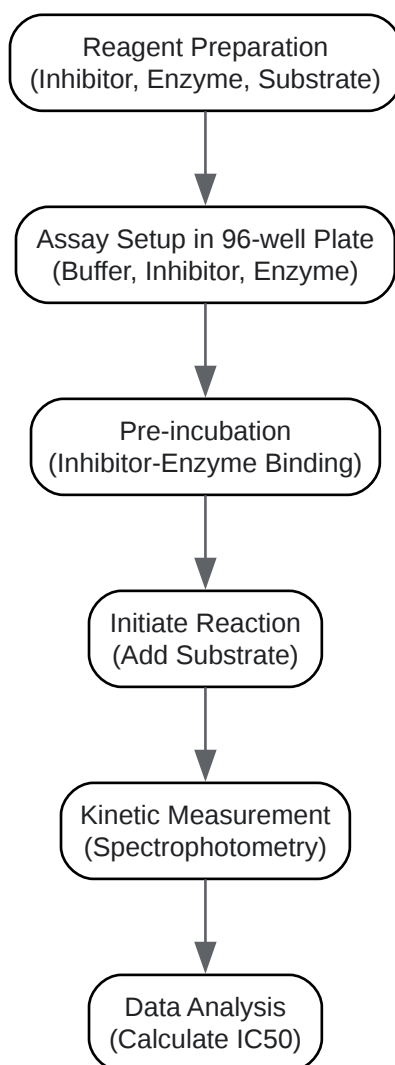 Reagent Preparation
(Inhibitor, Enzyme, Substrate)
Assay Setup in 96-well Plate
(Buffer, Inhibitor, Enzyme)
Pre-incubation
(Inhibitor-Enzyme Binding)
Initiate Reaction
(Add Substrate)
Kinetic Measurement
(Spectrophotometry)
Data Analysis
(Calculate IC50)